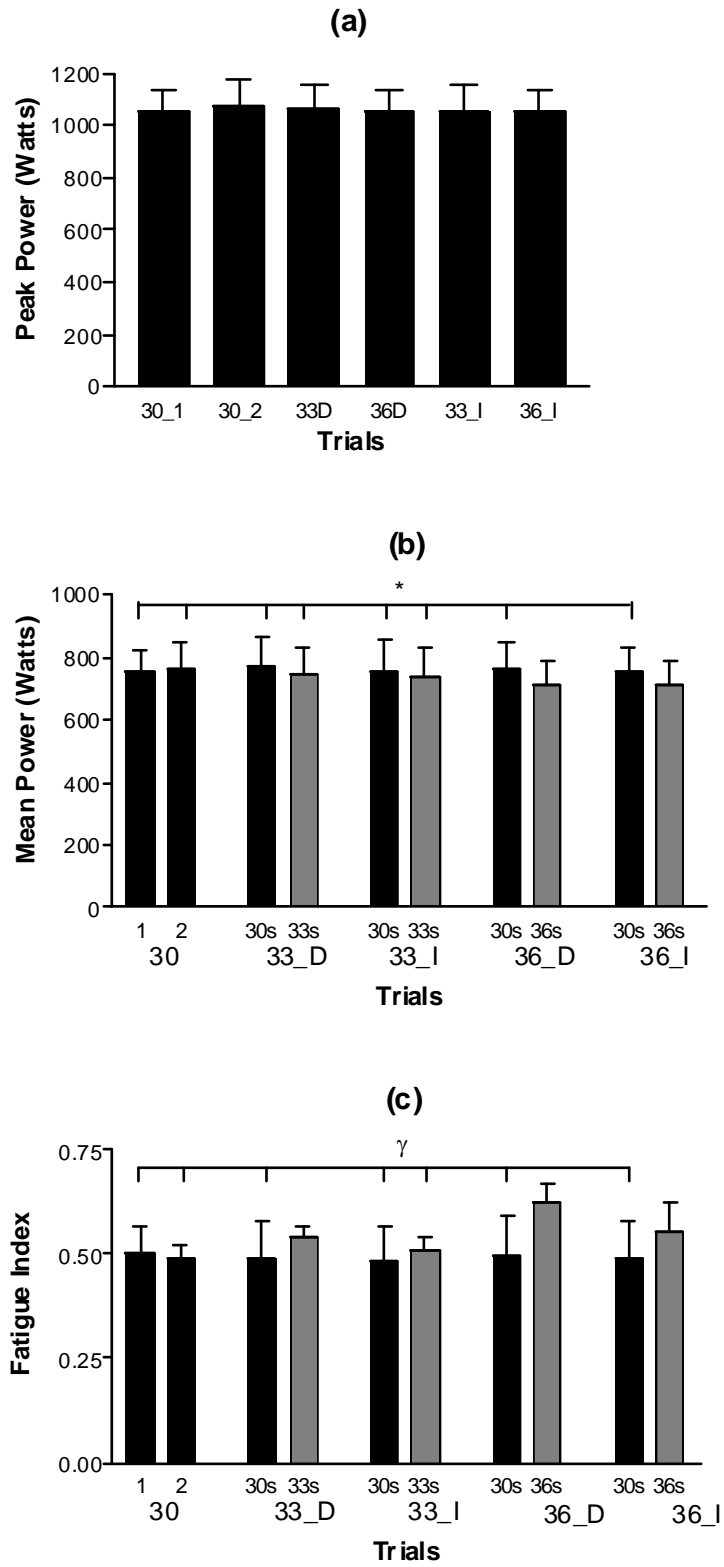 (a)
Peak Power (Watts)
1200
1000
800
600
400
200
0
30_1 30_2 33D 36D 33_I 36_I
Trials
(b)
Mean Power (Watts)
1000
800
600
400
200
0
*
1 2 30s 33s 30s 33s 30s 36s 30s 36s
30 33_D 33_I 36_D 36_I
Trials
(c)
Fatigue Index
0.75
0.50
0.25
0.00
γ
1 2 30s 33s 30s 33s 30s 36s 30s 36s
30 33_D 33_I 36_D 36_I
Trials